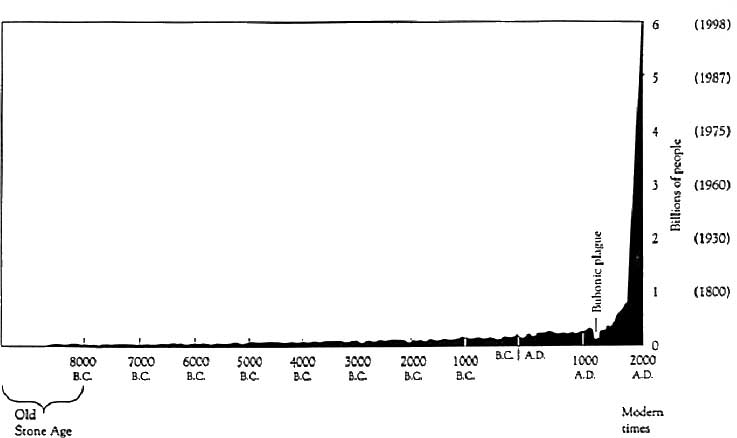 6 (1998)
5 (1987)
4 (1975)
3 (1960)
2 (1930)
1 (1800)
0
Billions of people
Bubonic plague
8000 7000 6000 5000 4000 3000 2000 1000 B.C. A.D. 1000 2000
B.C. B.C. B.C. B.C. B.C. B.C. B.C. B.C. A.D. A.D.
Old
Stone Age
Modern
times